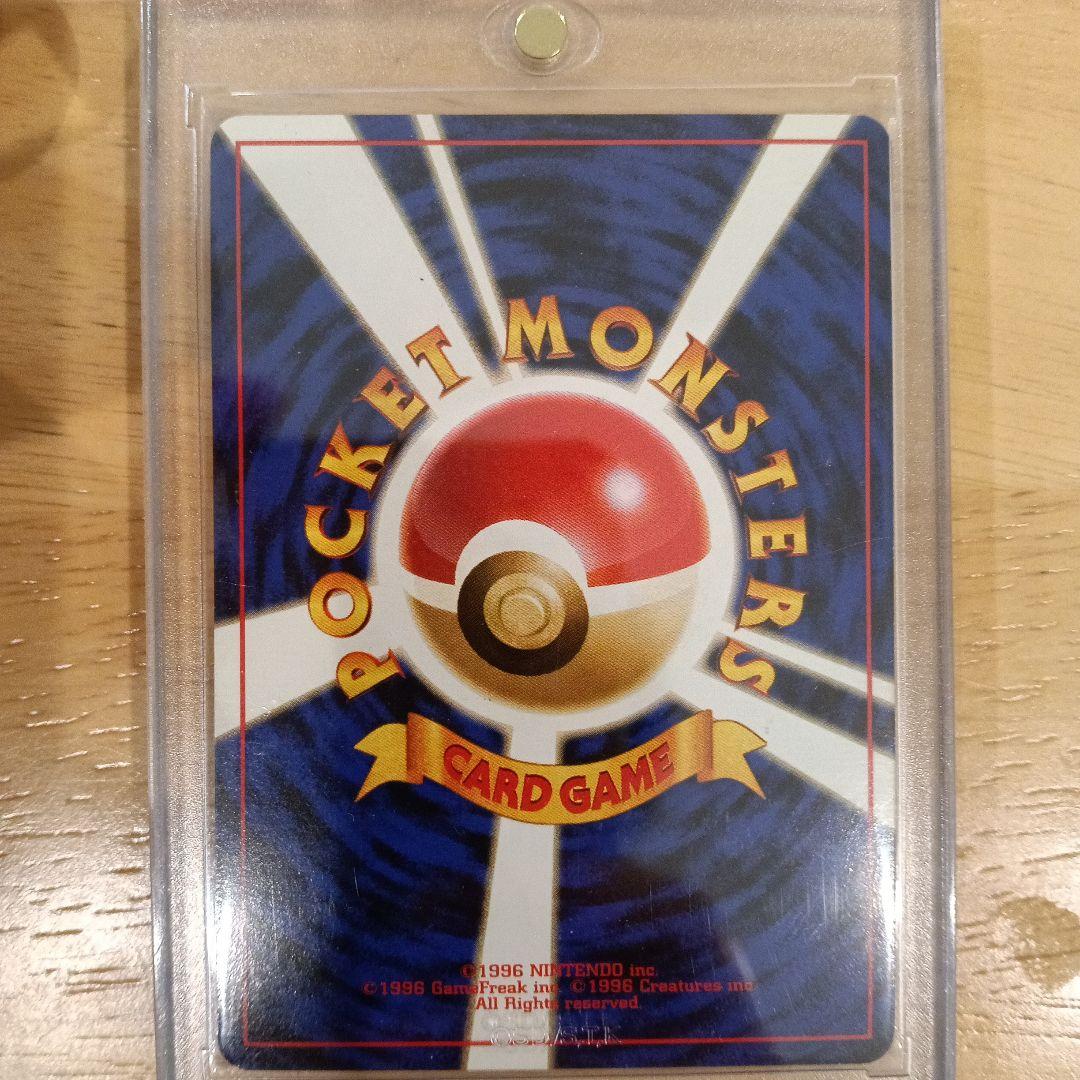 POCKET MONSTERS
CARD GAME
©1996 NINTENDO inc.
©1996 GameFreak inc. ©1996 Creatures inc.
All Rights reserved.